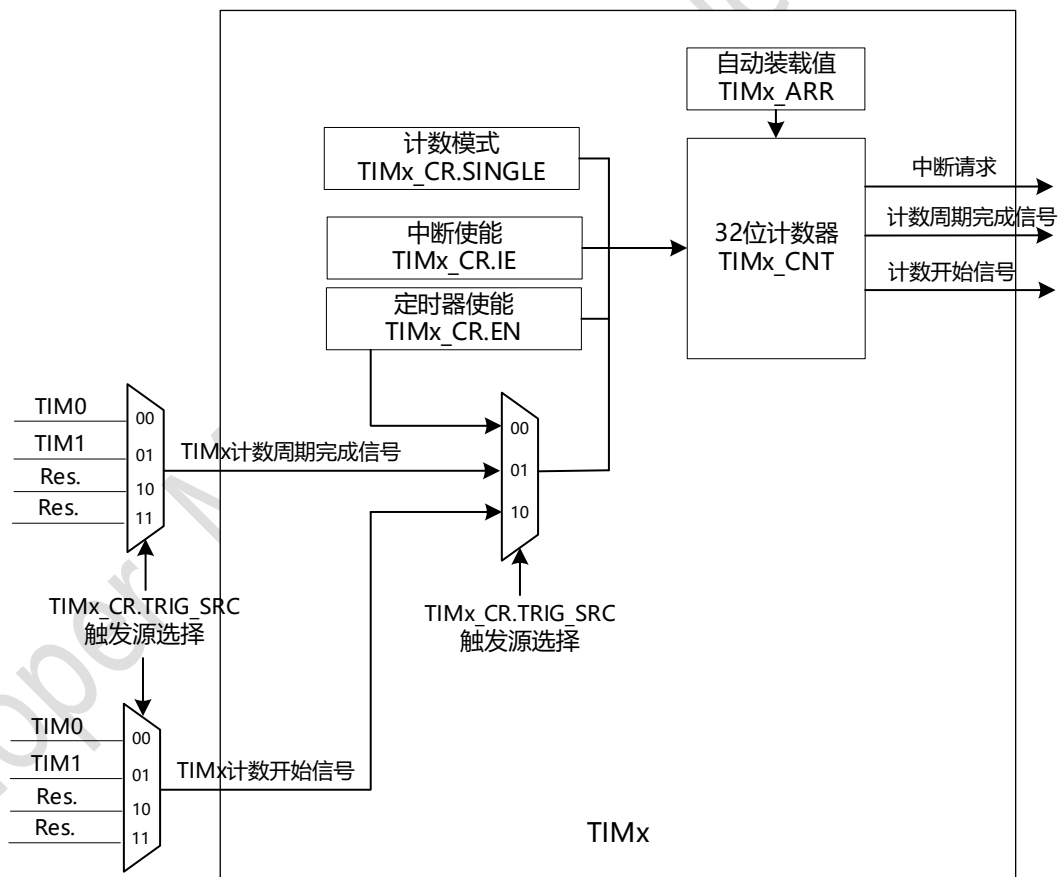 自动装载值
TIMx_ARR
计数模式
TIMx_CR.SINGLE
中断使能
TIMx_CR.IE
定时器使能
TIMx_CR.EN
32位计数器
TIMx_CNT
中断请求
计数周期完成信号
计数开始信号
TIM0
00
TIM1
01
Res.
10
Res.
11
TIMx计数周期完成信号
00
01
10
TIMx_CR.TRIG_SRC
触发源选择
TIMx_CR.TRIG_SRC
触发源选择
TIM0
00
TIM1
01
Res.
10
Res.
11
TIMx计数开始信号
TIMx